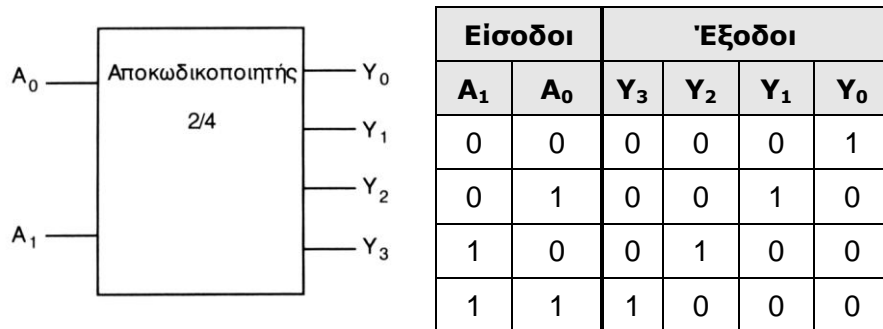 A0 Αποκωδικοποιητής Y0
2/4
Y1
Y2
A1 Y3
Είσοδοι Έξοδοι
A1 A0 Y3 Y2 Y1 Y0
0 0 0 0 0 1
0 1 0 0 1 0
1 0 0 1 0 0
1 1 1 0 0 0